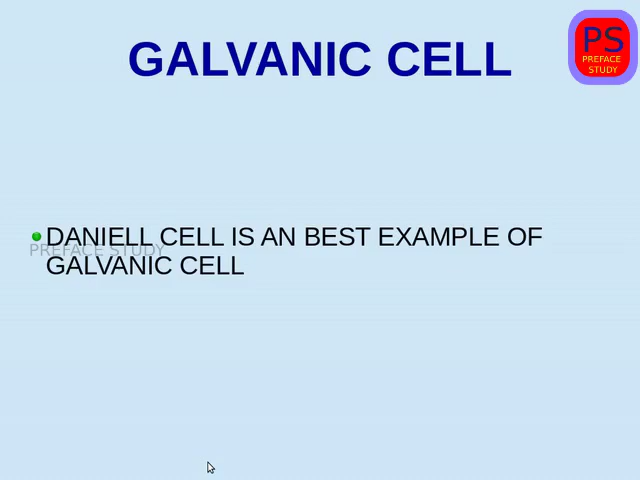 GALVANIC CELL
PS
PREFACE
STUDY
DANIELL CELL IS AN BEST EXAMPLE OF
PREFACE STUDY
GALVANIC CELL